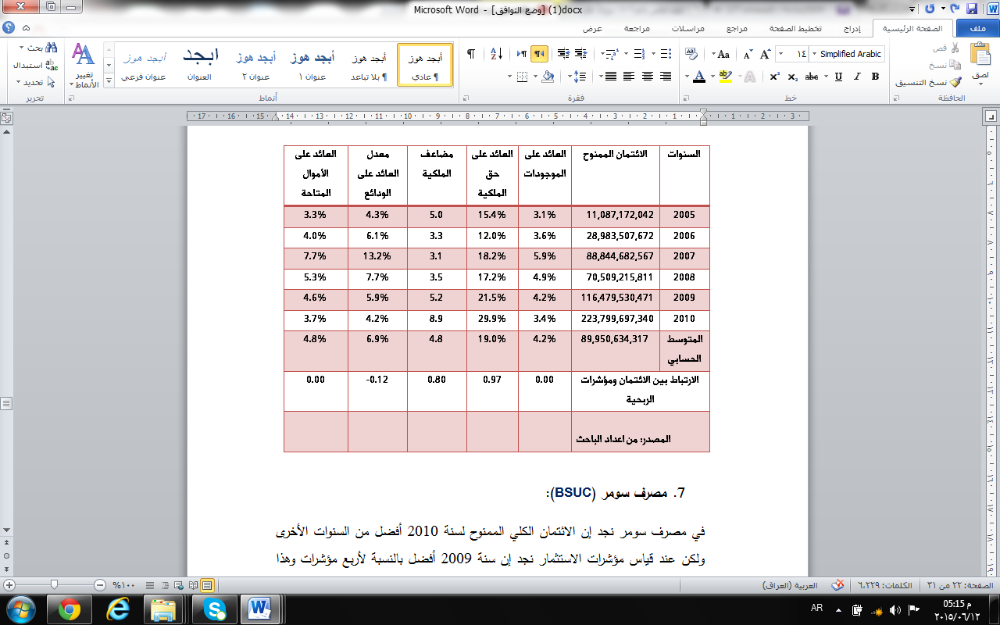 (1)docx [وضع التوافق] - Microsoft Word
ملف الصفحة الرئيسية إدراج تخطيط الصفحة مراجع مراسلات مراجعة عرض
لصق
قص
نسخ
نسخ التنسيق
الحافظة
Simplified Arabic ١٤
خط
فقرة
أبجد هوز أبجد هوز أبجد هوز أبجد هوز أبجد أبجد هوز
¶ عادي ¶ بلا تباعد عنوان ١ عنوان ٢ العنوان عنوان فرعي
تغيير الأنماط
أنماط
بحث
استبدال
تحديد
تحرير
السنوات الائتمان الممنوح العائد على الموجودات العائد على حق الملكية مضاعف الملكية معدل العائد على الودائع العائد على الأموال المتاحة
2005 11,087,172,042 3.1% 15.4% 5.0 4.3% 3.3%
2006 28,983,507,672 3.6% 12.0% 3.3 6.1% 4.0%
2007 88,844,682,567 5.9% 18.2% 3.1 13.2% 7.7%
2008 70,509,215,811 4.9% 17.2% 3.5 7.7% 5.3%
2009 116,479,530,471 4.2% 21.5% 5.2 5.9% 4.6%
2010 223,799,697,340 3.4% 29.9% 8.9 4.2% 3.7%
المتوسط الحسابي 89,950,634,317 4.2% 19.0% 4.8 6.9% 4.8%
الارتباط بين الائتمان ومؤشرات الربحية 0.00 0.97 0.80 -0.12 0.00
المصدر: من اعداد الباحث
7. مصرف سومر (BSUC):
في مصرف سومر نجد إن الائتمان الكلي الممنوح لسنة 2010 أفضل من السنوات الأخرى
ولكن عند قياس مؤشرات الاستثمار نجد إن سنة 2009 أفضل بالنسبة لأربع مؤشرات وهذا
الصفحة: ٢٢ من ٣١ الكلمات: ٦،٢٢٩ العربية (العراق) ١٠٠%
AR
05:15 م
٢٠١٥/٠٦/١٢